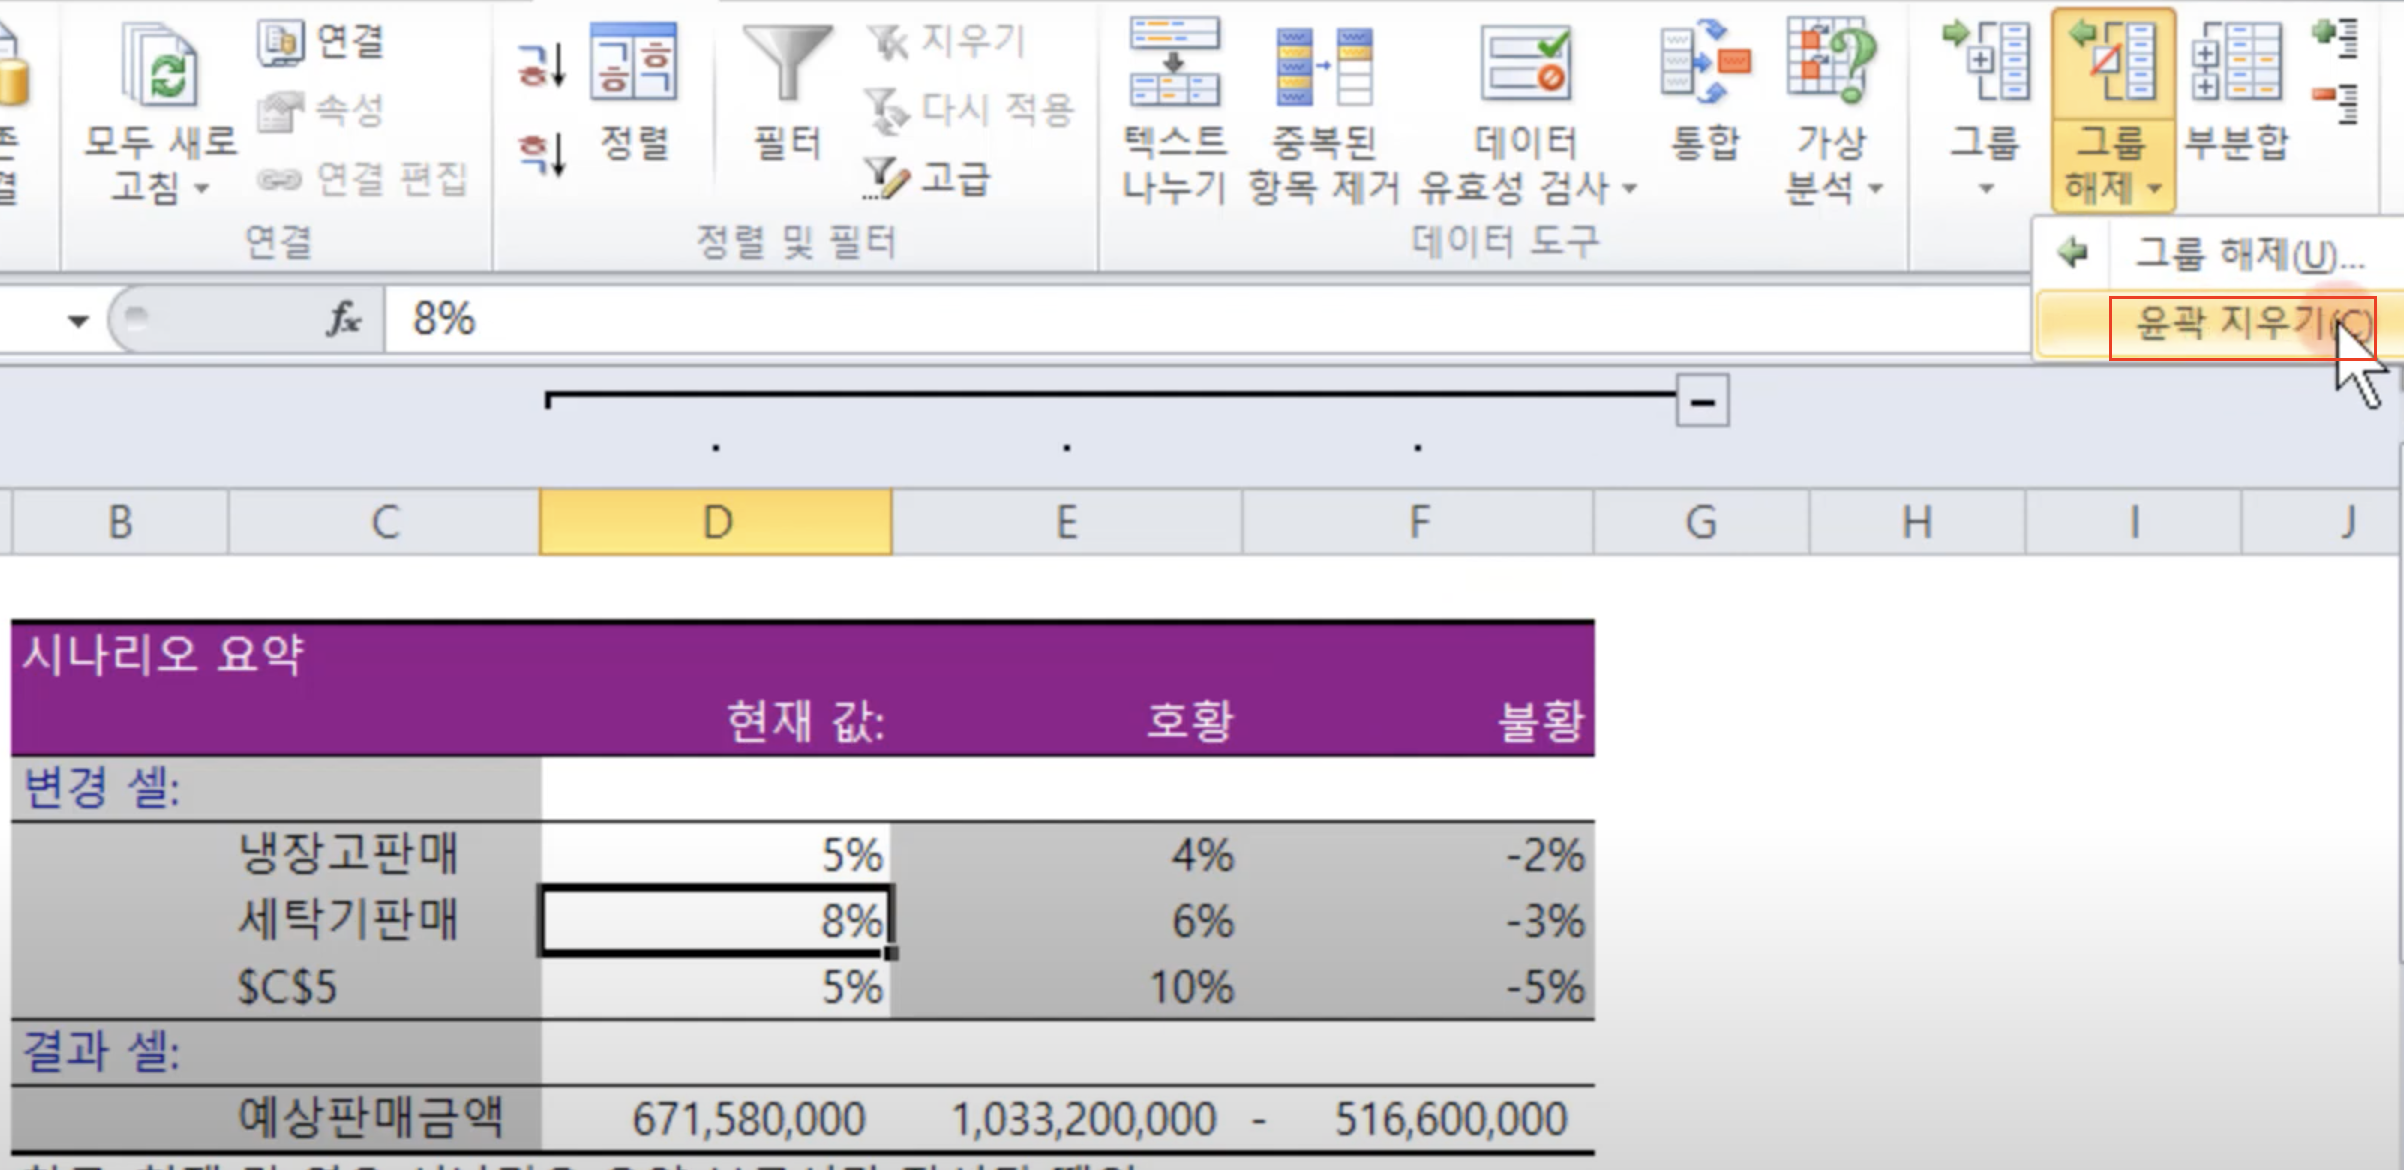 모두 새로
고침
연결
속성
연결 편집
연결
정렬
필터
지우기
다시 적용
고급
정렬 및 필터
텍스트
나누기
중복된
항목 제거
데이터
유효성 검사
통합
가상
분석
데이터 도구
그룹
그룹
해제
부분합
그룹 해제(U)...
윤곽 지우기(C)
fx 8%
B C D E F G H I J
시나리오 요약
현재 값: 호황 불황
변경 셀:
냉장고판매 5% 4% -2%
세탁기판매 8% 6% -3%
$C$5 5% 10% -5%
결과 셀:
예상판매금액 671,580,000 1,033,200,000 - 516,600,000